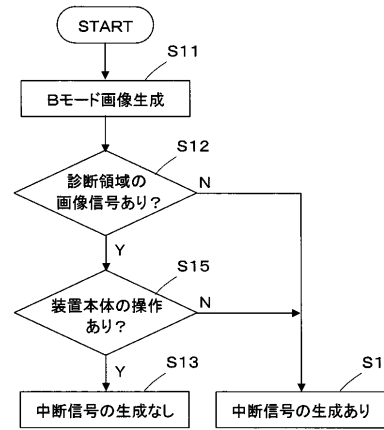 START
S11
Bモード画像生成
S12
診断領域の
画像信号あり？
N
Y
S15
装置本体の操作
あり？
N
Y
S13
中断信号の生成なし
中断信号の生成あり